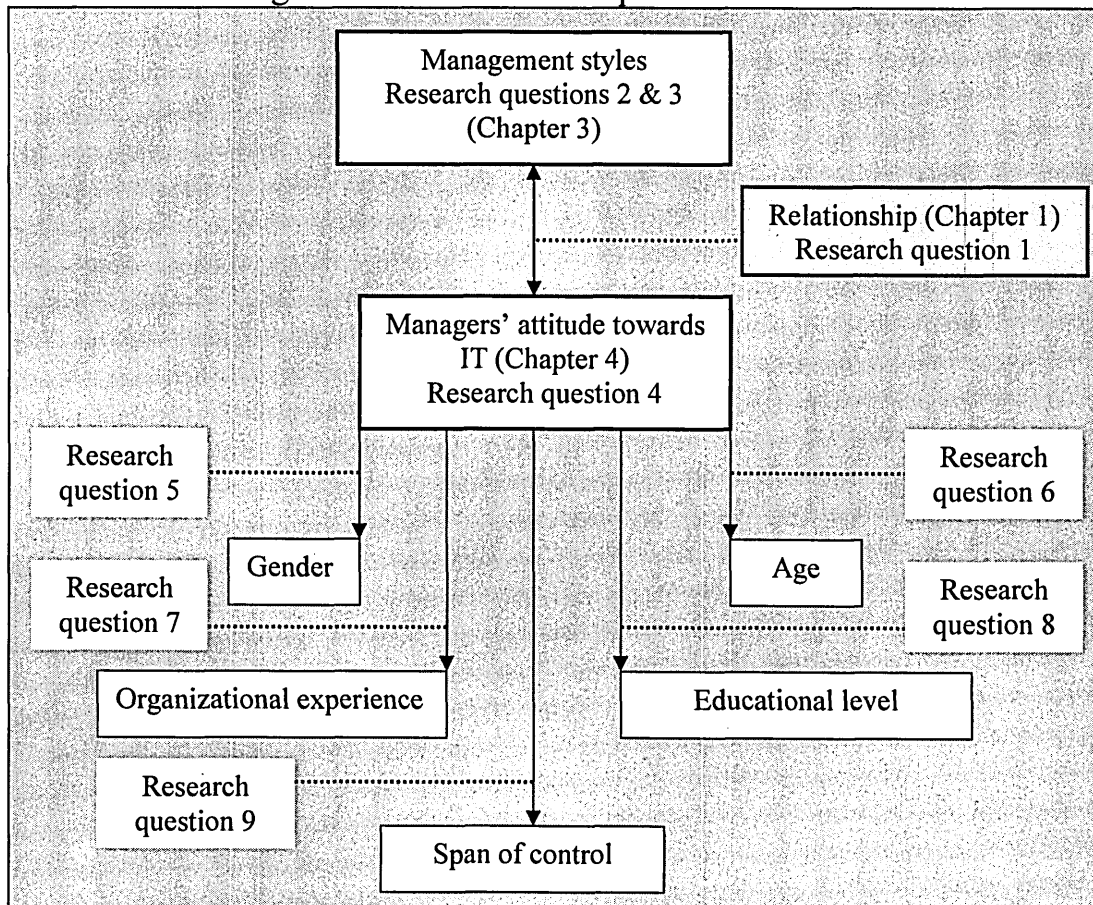 Management styles
Research questions 2 & 3
(Chapter 3)
Relationship (Chapter 1)
Research question 1
Managers' attitude towards
IT (Chapter 4)
Research question 4
Research
question 5
Research
question 6
Gender
Age
Research
question 7
Research
question 8
Organizational experience
Educational level
Research
question 9
Span of control